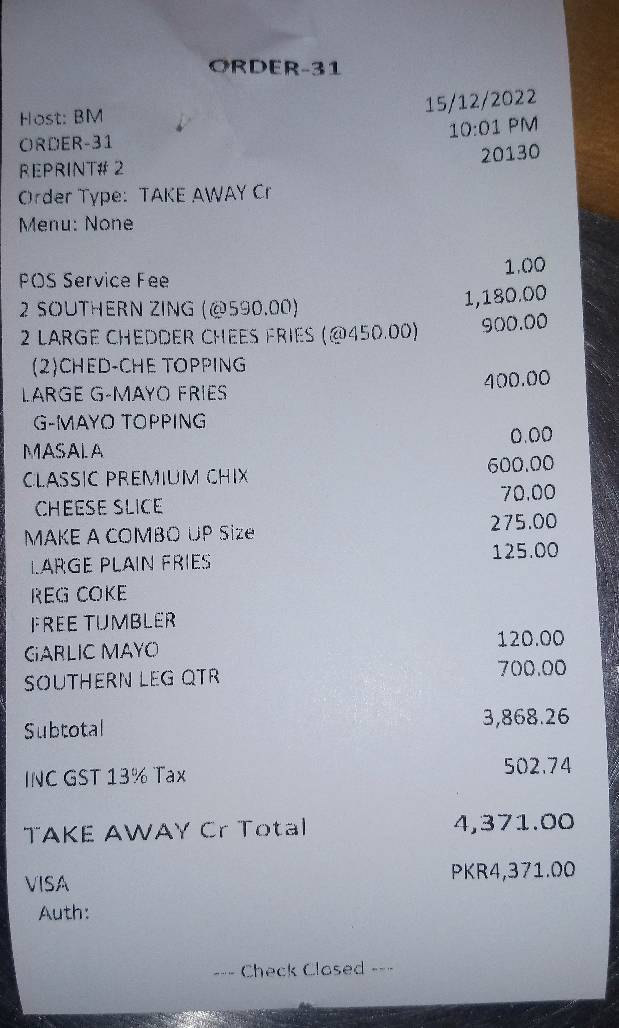 ORDER-31
Host: BM 15/12/2022
ORDER-31 10:01 PM
REPRINT# 2 20130
Order Type: TAKE AWAY Cr
Menu: None
POS Service Fee 1.00
2 SOUTHERN ZING (@590.00) 1,180.00
2 LARGE CHEDDER CHEES FRIES (@450.00) 900.00
(2)CHED-CHE TOPPING
LARGE G-MAYO FRIES 400.00
G-MAYO TOPPING
MASALA 0.00
CLASSIC PREMIUM CHIX 600.00
CHEESE SLICE 70.00
MAKE A COMBO UP Size 275.00
LARGE PLAIN FRIES 125.00
REG COKE
FREE TUMBLER
GARLIC MAYO 120.00
SOUTHERN LEG QTR 700.00
Subtotal 3,868.26
INC GST 13% Tax 502.74
TAKE AWAY Cr Total 4,371.00
VISA PKR4,371.00
Auth:
--- Check Closed ---